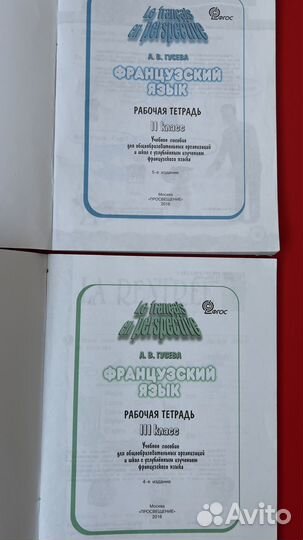 Le français
en perspective
ФГОС
А. В. ГУСЕВА
ФРАНЦУЗСКИЙ
ЯЗЫК
РАБОЧАЯ ТЕТРАДЬ
II класс
Учебное пособие
для общеобразовательных организаций
и школ с углублённым изучением
французского языка
5-е издание
Москва
«ПРОСВЕЩЕНИЕ»
2016
Le français
en perspective
ФГОС
А. В. ГУСЕВА
ФРАНЦУЗСКИЙ
ЯЗЫК
РАБОЧАЯ ТЕТРАДЬ
III класс
Учебное пособие
для общеобразовательных организаций
и школ с углублённым изучением
французского языка
4-е издание
Москва
«ПРОСВЕЩЕНИЕ»
2016
Avito